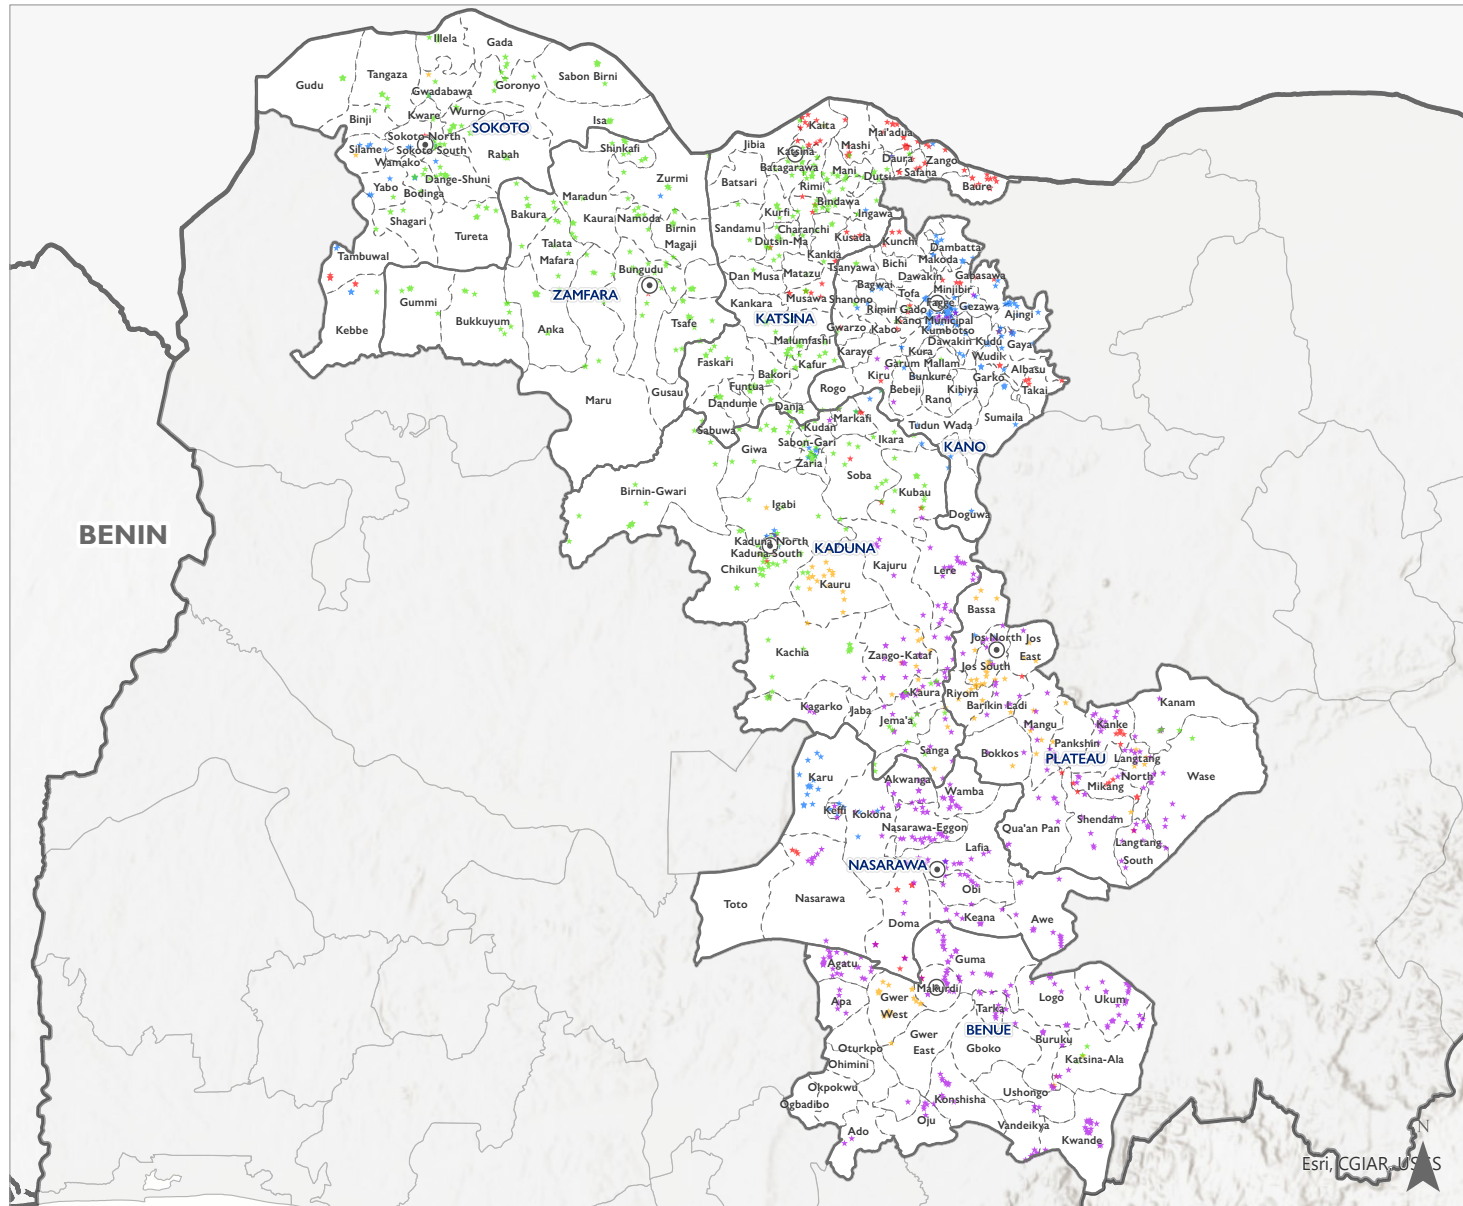 Illela
Gada
Gudu
Tangaza
Sabon Birni
Gwadabawa
Goronyo
Binji
Kware
Wurno
Isa
SOKOTO
Sokoto North
Silame
Sokoto South
Wamako
Rabah
Shinkafi
Yabo
Dange-Shuni
Bodinga
Zurmi
Maradun
Shagari
Bakura
Kaura Namoda
Birnin
Magaji
Tureta
Talata
Mafara
Tambuwal
Bungudu
ZAMFARA
Gummi
Bukkuyum
Kebbe
Anka
Tsafe
Maru
Gusau
Kaita
Mai'adua
Jibia
Katsina
Mashi
Daura
Zango
Batagarawa
Mani
Dutsi
Safana
Batsari
Rimi
Baure
Bindawa
Kurfi
Ingawa
Sandamu
Charanchi
Dutsin-Ma
Kusada
Kunchi
Dambatta
Kankia
Makoda
Tsanyawa
Bichi
Dan Musa
Matazu
Dawakin
Gabasawa
Bagwai
Tofa
Minjibir
Kankara
Musawa
Shanono
Fagge
Gezawa
KATSINA
Rimin Gado
Ajingi
Gwarzo
Kabo
Kano Municipal
Kumbotso
Malumfashi
Dawakin Kudu
Gaya
Karaye
Kura
Wudil
Faskari
Kafur
Garum Mallam
Albasu
Bakori
Kiru
Bunkure
Garko
Funtua
Rogo
Bebeji
Kibiya
Takai
Dandume
Danja
Rano
Markafi
Sumaila
Sabuwa
Kudan
Tudun Wada
Sabon-Gari
Ikara
KANO
Giwa
Zaria
Soba
Birnin-Gwari
Kubau
Igabi
Doguwa
BENIN
Kaduna North
KADUNA
Kaduna South
Chikun
Kajuru
Lere
Kauru
Bassa
Jos North
Jos
East
Kachia
Zango-Kataf
Jos South
Kaura
Riyom
Kanam
Kagarko
Jaba
Barikin Ladi
Jema'a
Mangu
Kanke
Sanga
Bokkos
Pankshin
PLATEAU
Langtang
North
Karu
Akwanga
Wamba
Mikang
Wase
Keffi
Kokona
Nasarawa-Eggon
Qua'an Pan
Shendam
Lafia
Langtang
South
NASARAWA
Obi
Nasarawa
Toto
Keana
Awe
Doma
Agatu
Guma
Apa
Makurdi
Gwer
West
Logo
Ukum
Tarka
BENUE
Gwer
East
Gboko
Buruku
Oturkpo
Katsina-Ala
Ohimini
Okpokwu
Ushongo
Ogbadibo
Konshisha
Oju
Vandeikya
Ado
Kwande
N
Esri, CGIAR, USGS